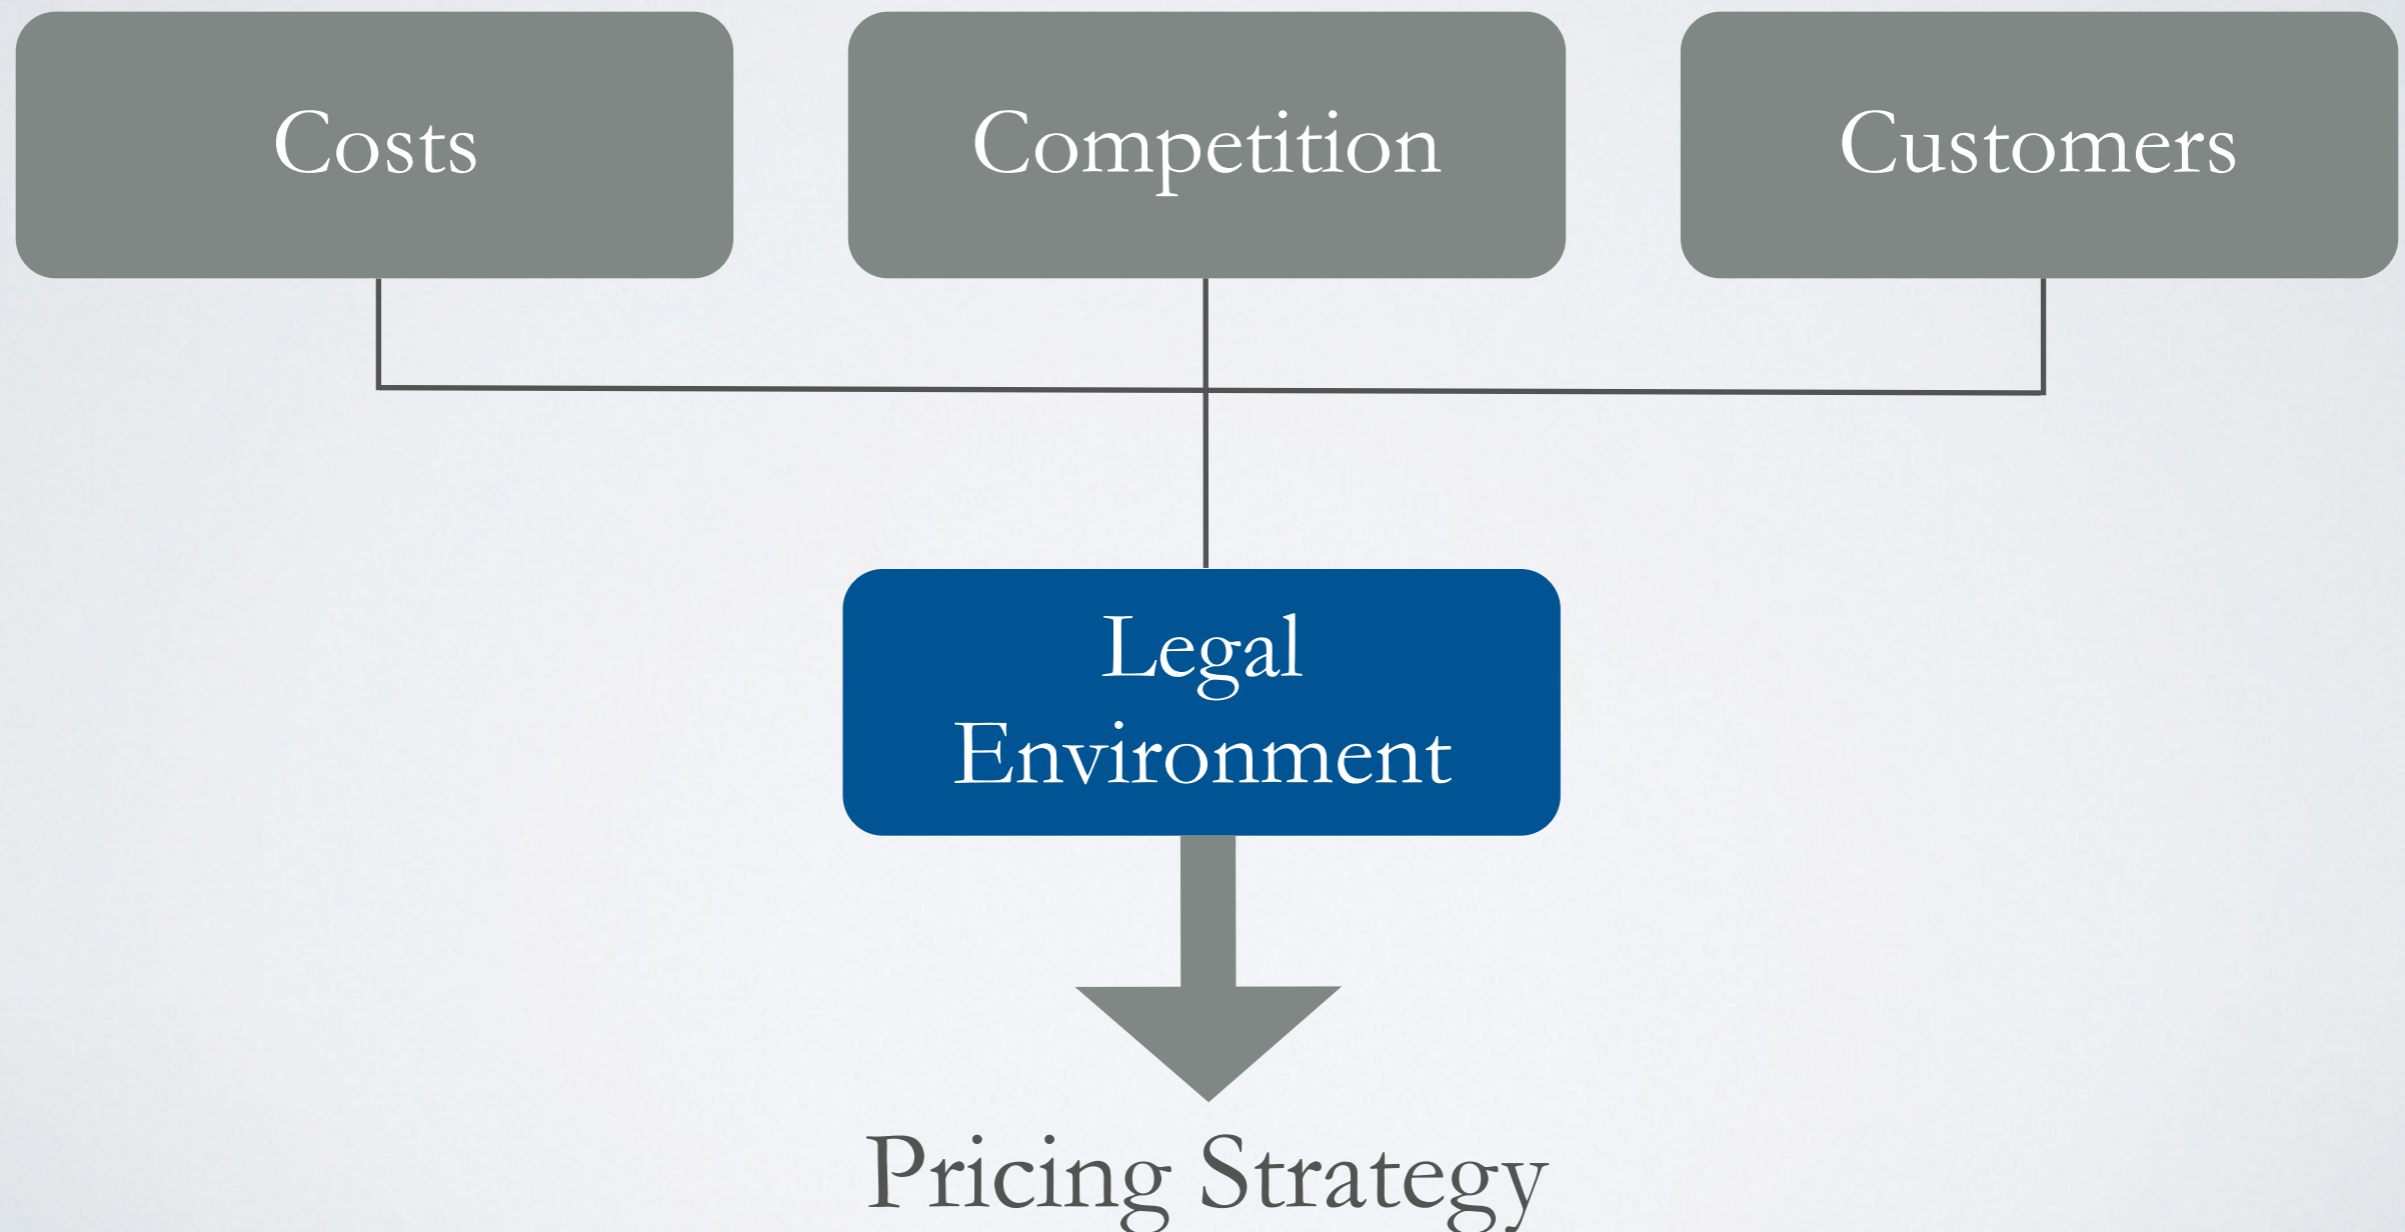 Costs
Competition
Customers
Legal
Environment
Pricing Strategy